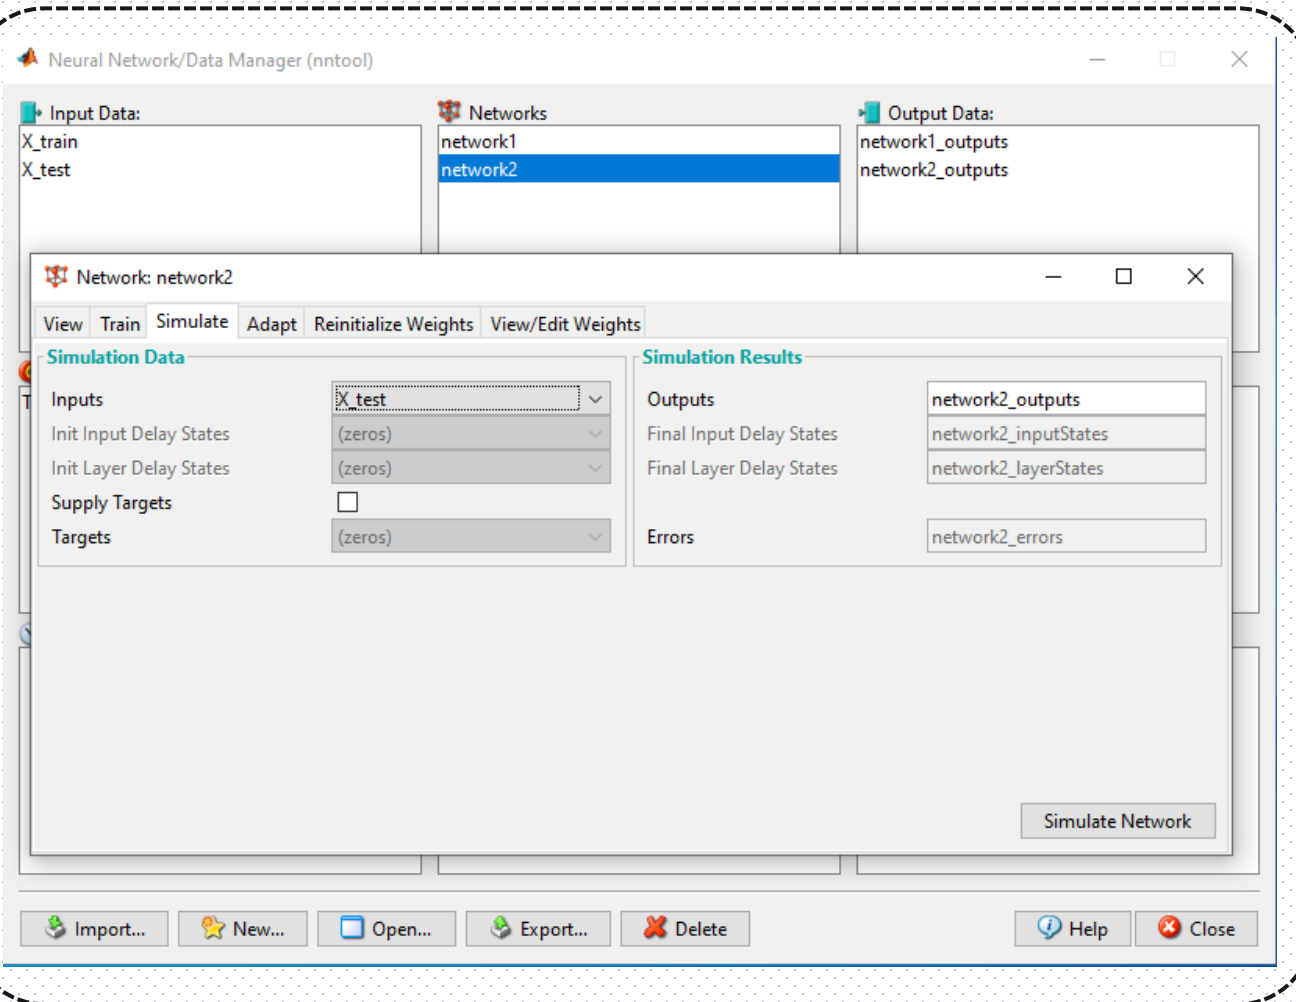 Neural Network/Data Manager (nntool)
Input Data:
X_train
X_test
Networks
network1
network2
Output Data:
network1_outputs
network2_outputs
T
Network: network2
View Train Simulate Adapt Reinitialize Weights View/Edit Weights
Simulation Data
Inputs X_test
Init Input Delay States (zeros)
Init Layer Delay States (zeros)
Supply Targets
Targets (zeros)
Simulation Results
Outputs network2_outputs
Final Input Delay States network2_inputStates
Final Layer Delay States network2_layerStates
Errors network2_errors
Simulate Network
Import... New... Open... Export... Delete Help Close